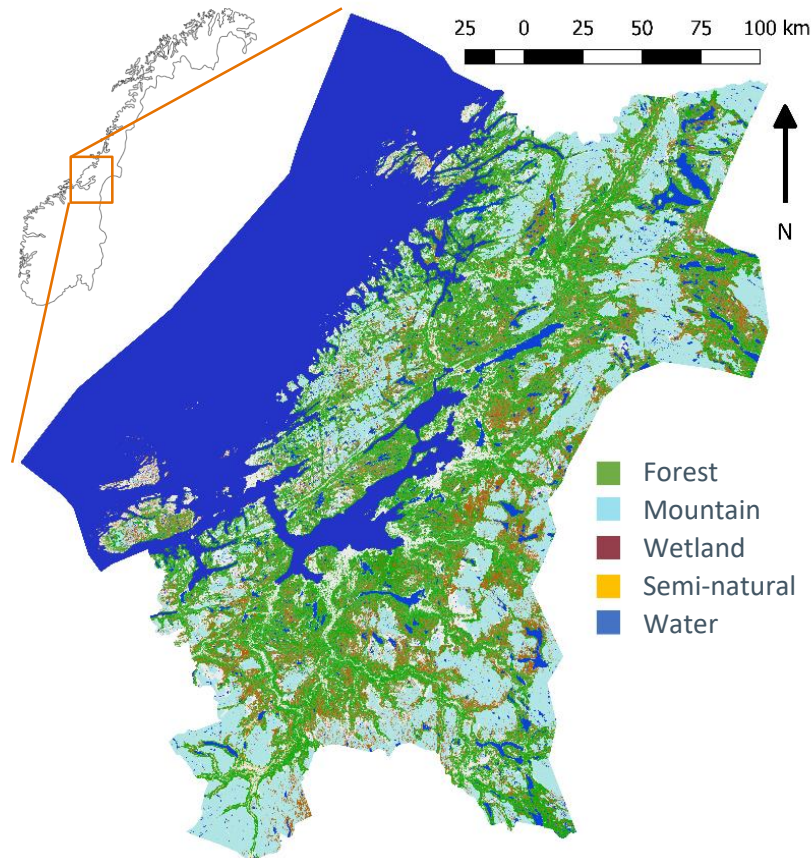 25 0 25 50 75 100 km
N
Forest
Mountain
Wetland
Semi-natural
Water